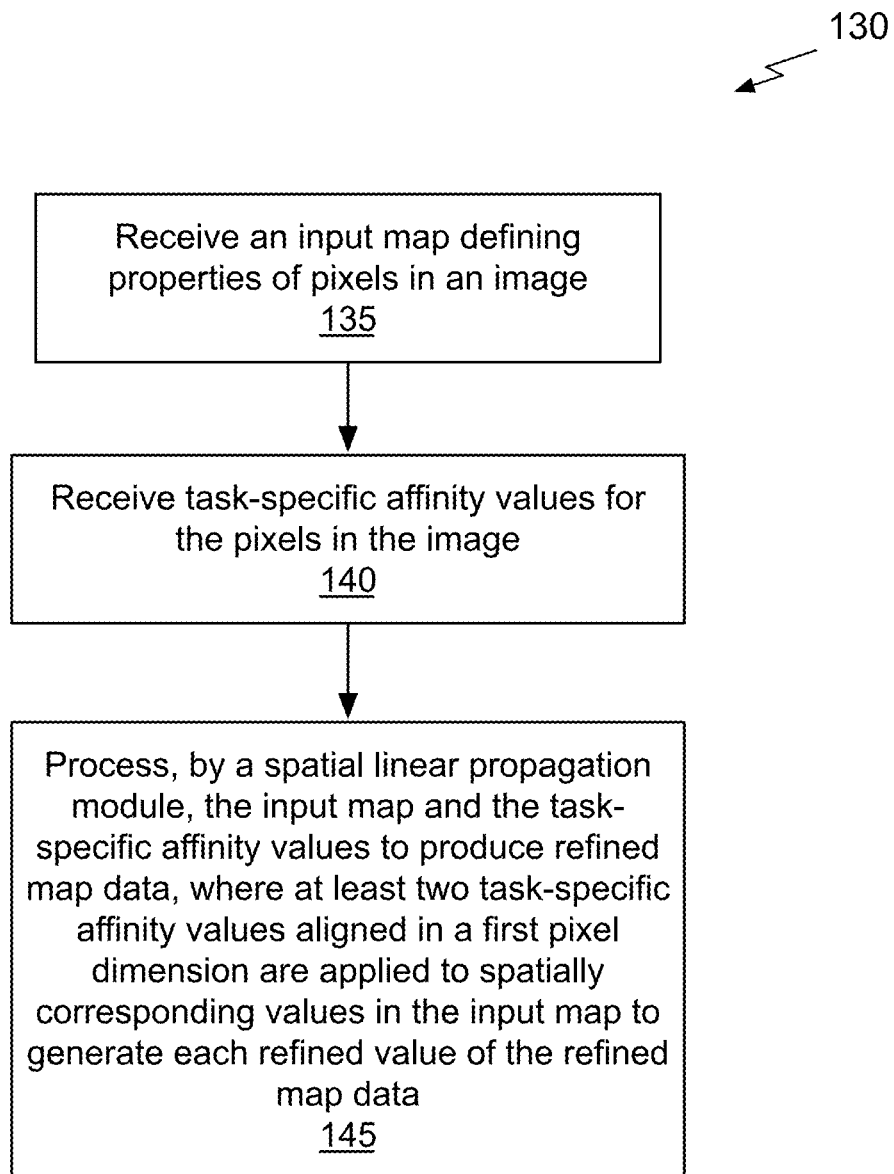 130
Receive an input map defining
properties of pixels in an image
135
Receive task-specific affinity values for
the pixels in the image
140
Process, by a spatial linear propagation
module, the input map and the task-
specific affinity values to produce refined
map data, where at least two task-specific
affinity values aligned in a first pixel
dimension are applied to spatially
corresponding values in the input map to
generate each refined value of the refined
map data
145